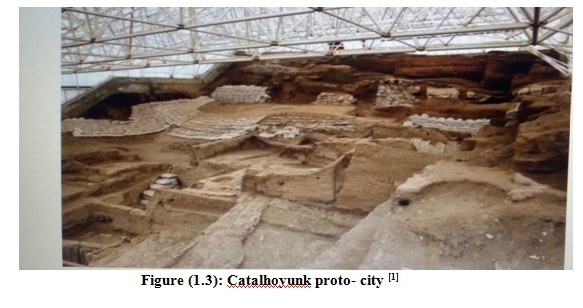 Figure (1.3): Catalhoyunk proto- city [1]